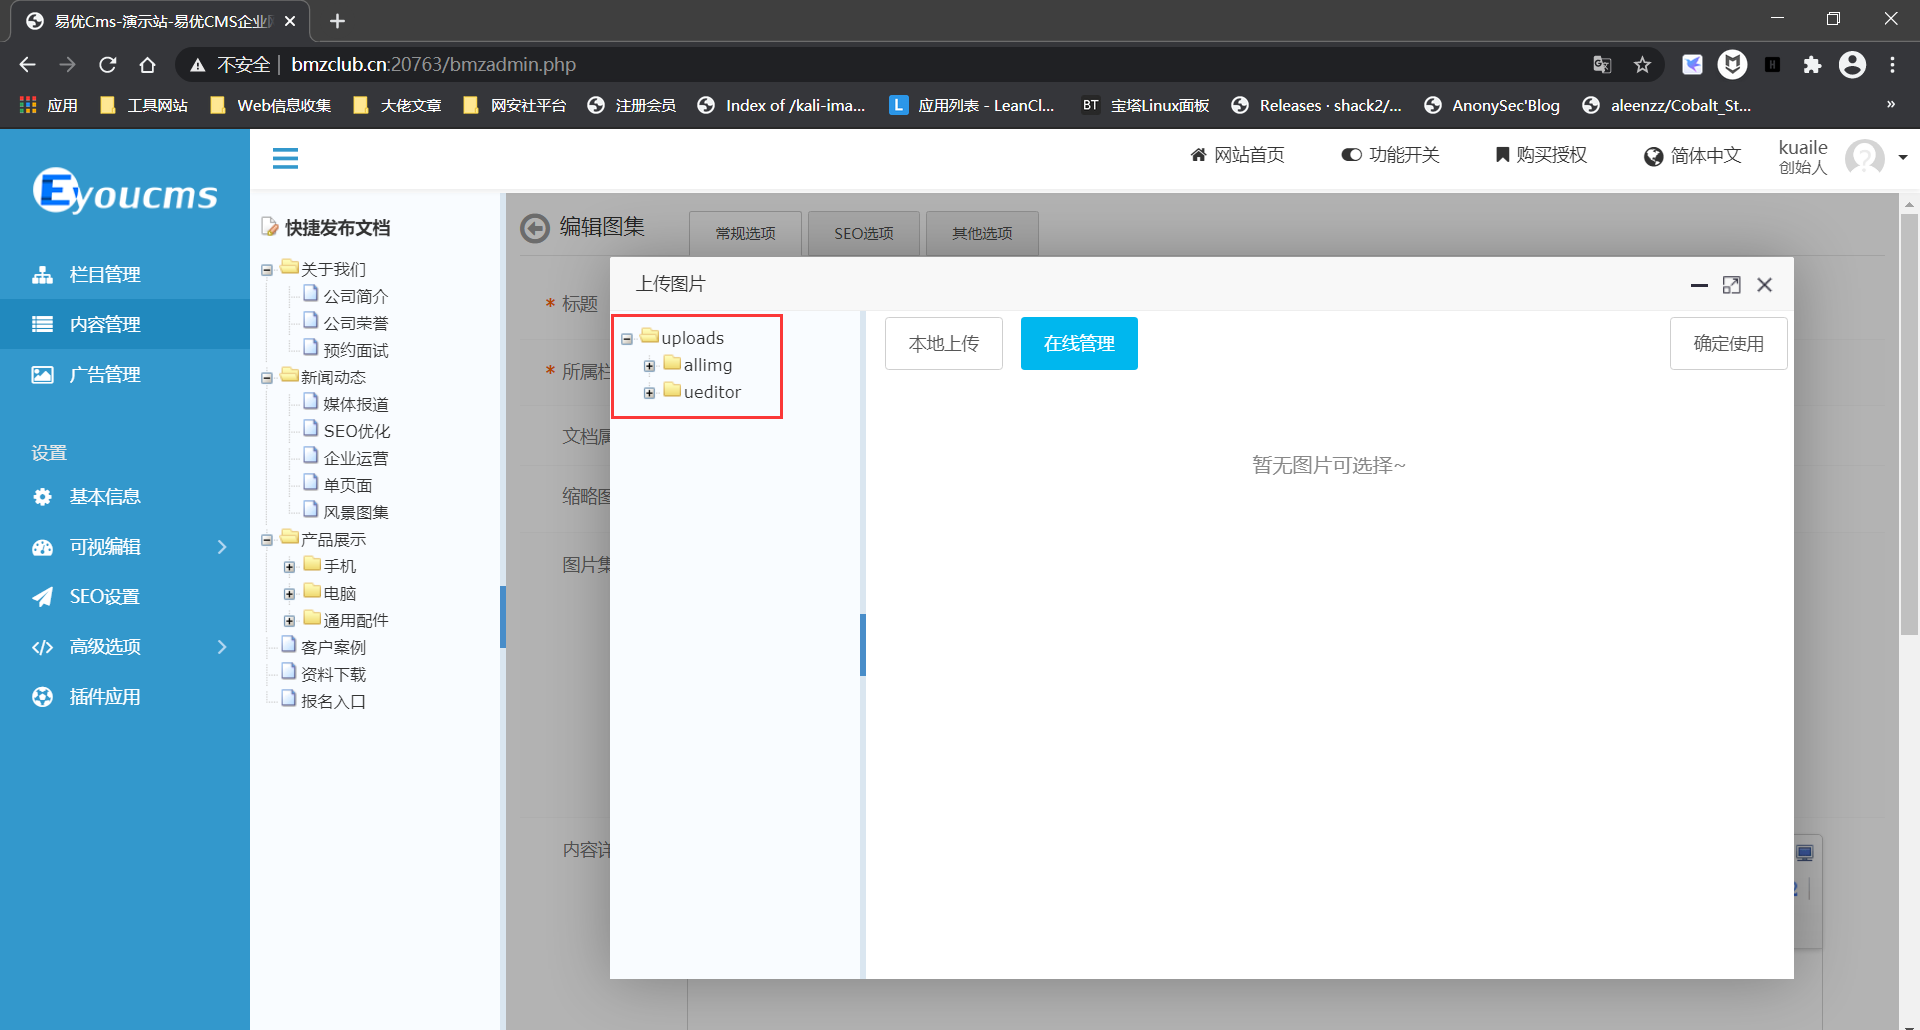 易优Cms-演示站-易优CMS企业
不安全 | bmzclub.cn:20763/bmzadmin.php
应用 工具网站 Web信息收集 大佬文章 网安社平台 注册会员 Index of /kali-ima... L 应用列表 - LeanCl... BT 宝塔Linux面板 Releases · shack2/... AnonySec'Blog aleenzz/Cobalt_St... »
Eyoucms
网站首页 功能开关 购买授权 简体中文 kuaile
创始人
栏目管理
内容管理
广告管理
设置
基本信息
可视编辑
SEO设置
高级选项
插件应用
快捷发布文档
关于我们
公司简介
公司荣誉
预约面试
新闻动态
媒体报道
SEO优化
企业运营
单页面
风景图集
产品展示
手机
电脑
通用配件
客户案例
资料下载
报名入口
编辑图集 常规选项 SEO选项 其他选项
* 标题
* 所属栏
文档属
缩略图
图片集
内容详
上传图片
uploads
allimg
ueditor
本地上传 在线管理 确定使用
暂无图片可选择~